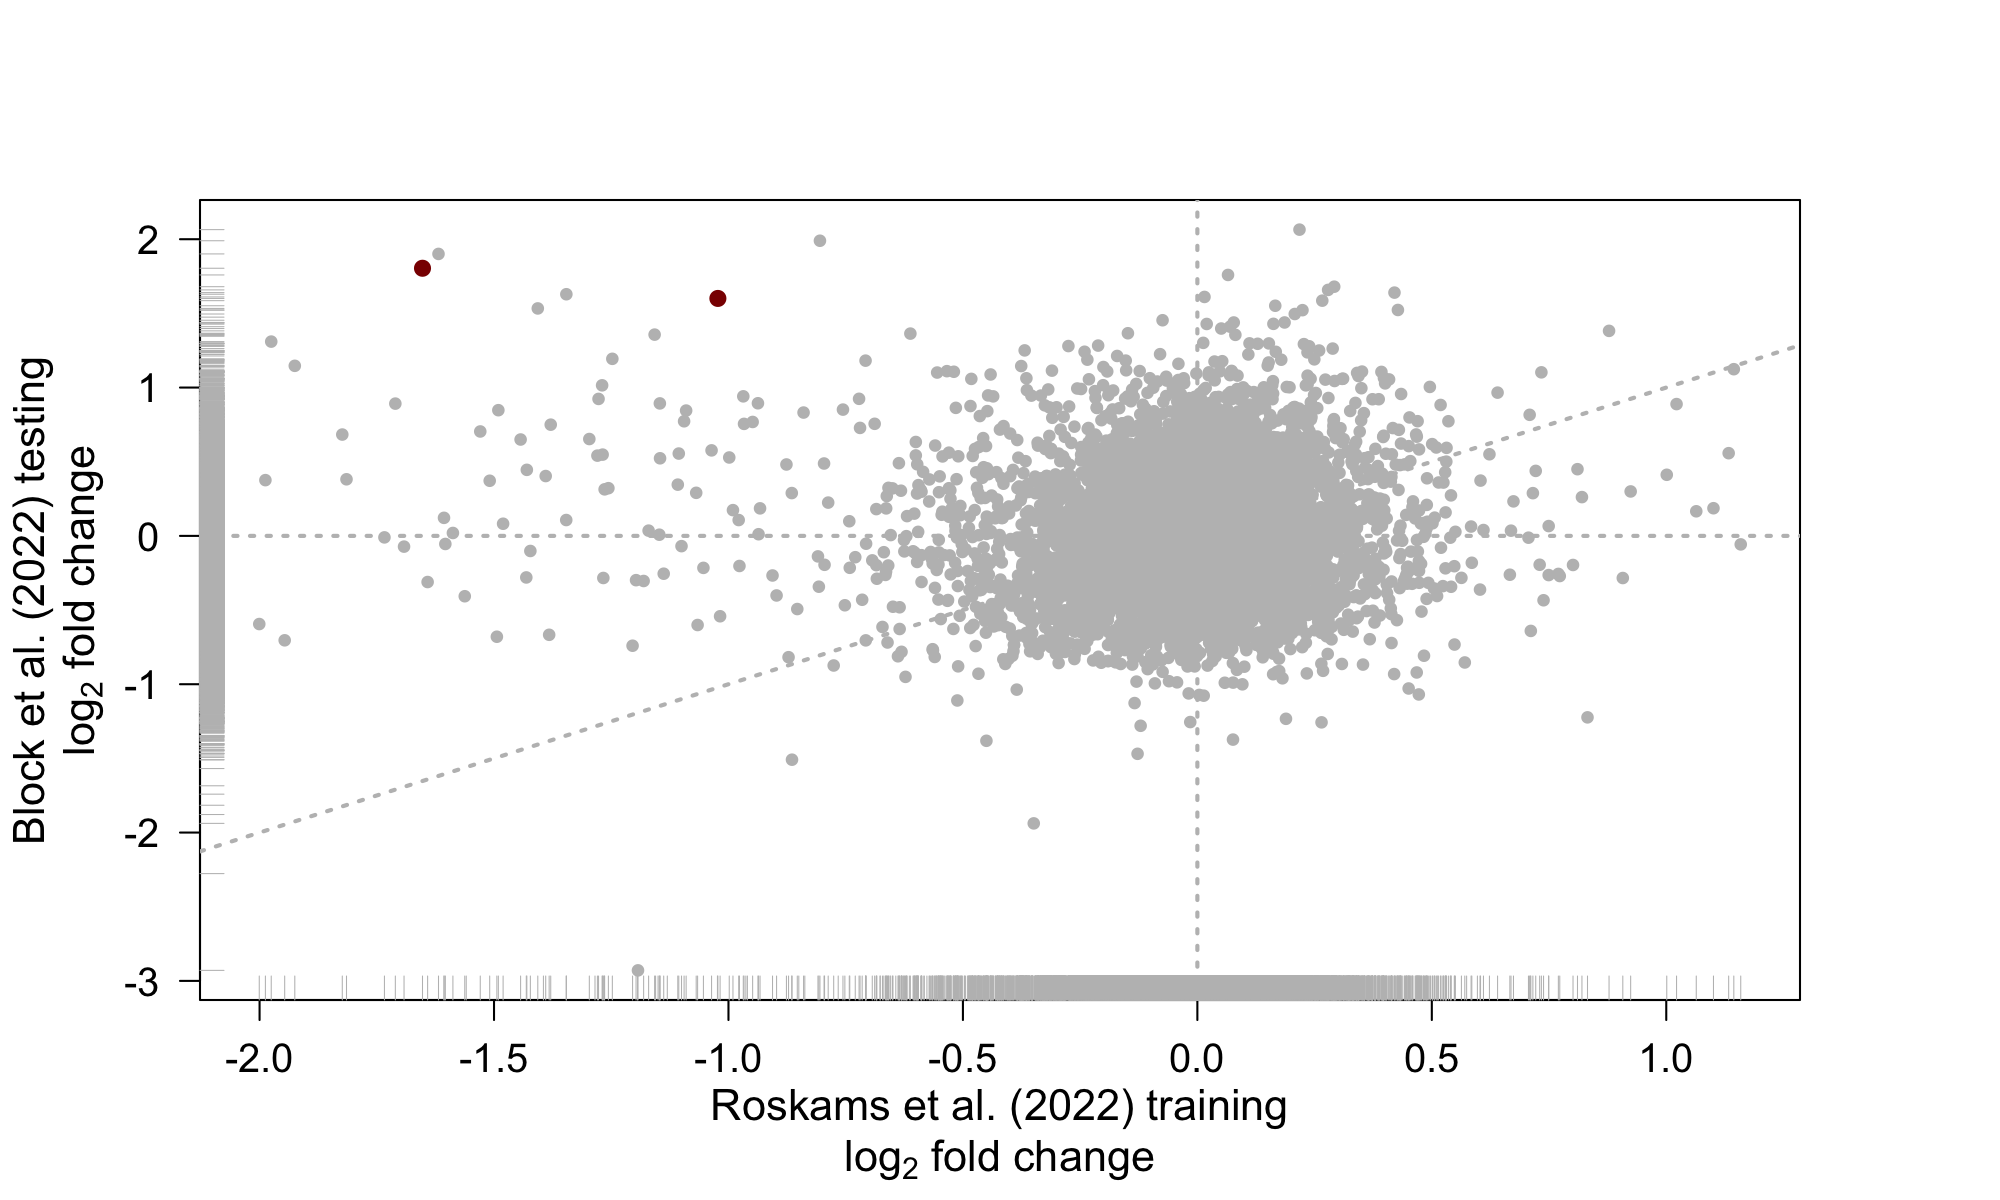 Block et al. (2022) testing
log₂ fold change
2
1
0
-1
-2
-3
-2.0 -1.5 -1.0 -0.5 0.0 0.5 1.0
Roskams et al. (2022) training
log₂ fold change